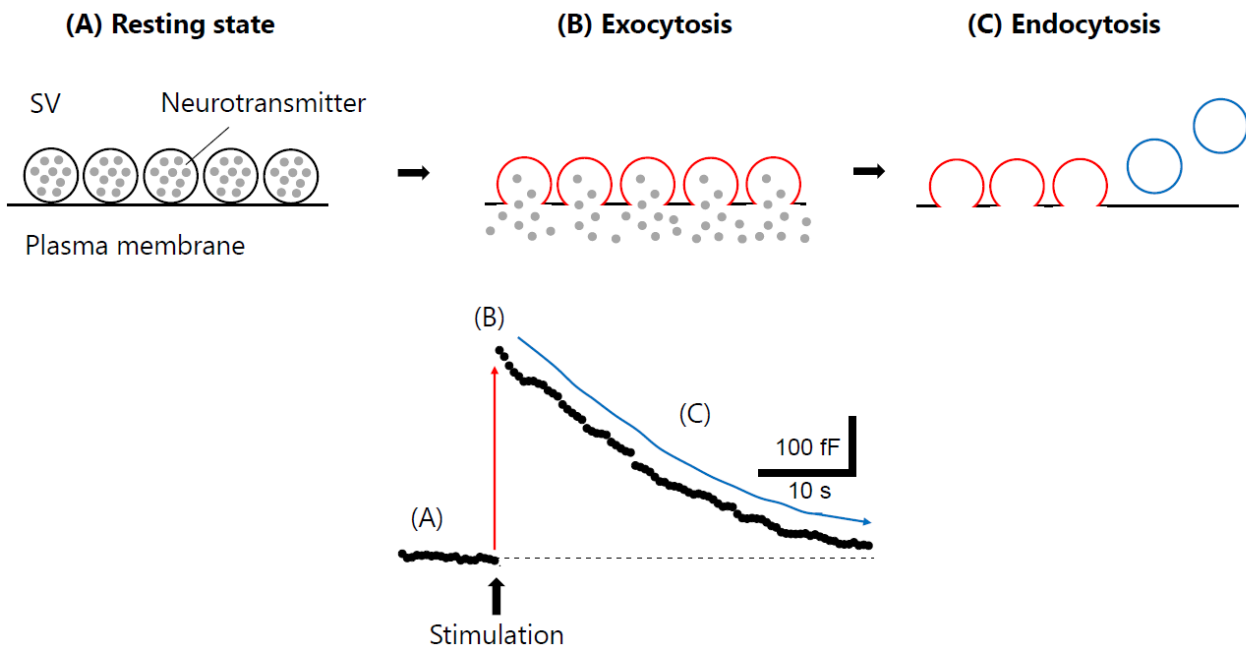 (A) Resting state
(B) Exocytosis
(C) Endocytosis
SV
Neurotransmitter
Plasma membrane
(B)
(C)
100 fF
10 s
(A)
Stimulation